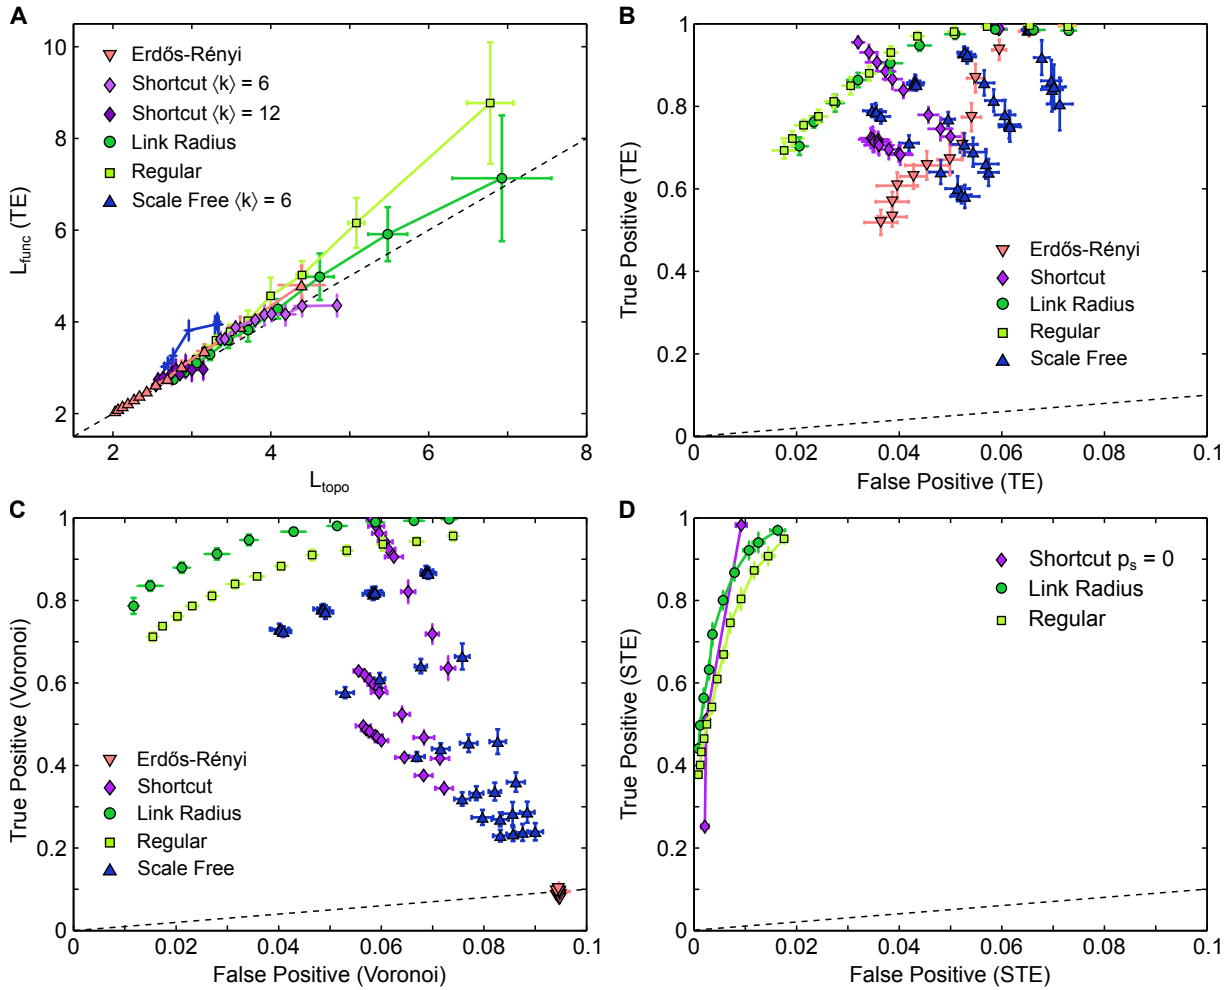 A
10
8
6
4
2
2
4
6
8
L_func (TE)
L_topo
Erdős-Rényi
Shortcut ⟨k⟩ = 6
Shortcut ⟨k⟩ = 12
Link Radius
Regular
Scale Free ⟨k⟩ = 6
B
1
0.8
0.6
0.4
0.2
0
0
0.02
0.04
0.06
0.08
0.1
True Positive (TE)
False Positive (TE)
Erdős-Rényi
Shortcut
Link Radius
Regular
Scale Free
C
1
0.8
0.6
0.4
0.2
0
0
0.02
0.04
0.06
0.08
0.1
True Positive (Voronoi)
False Positive (Voronoi)
Erdős-Rényi
Shortcut
Link Radius
Regular
Scale Free
D
1
0.8
0.6
0.4
0.2
0
0
0.02
0.04
0.06
0.08
0.1
True Positive (STE)
False Positive (STE)
Shortcut p_s = 0
Link Radius
Regular